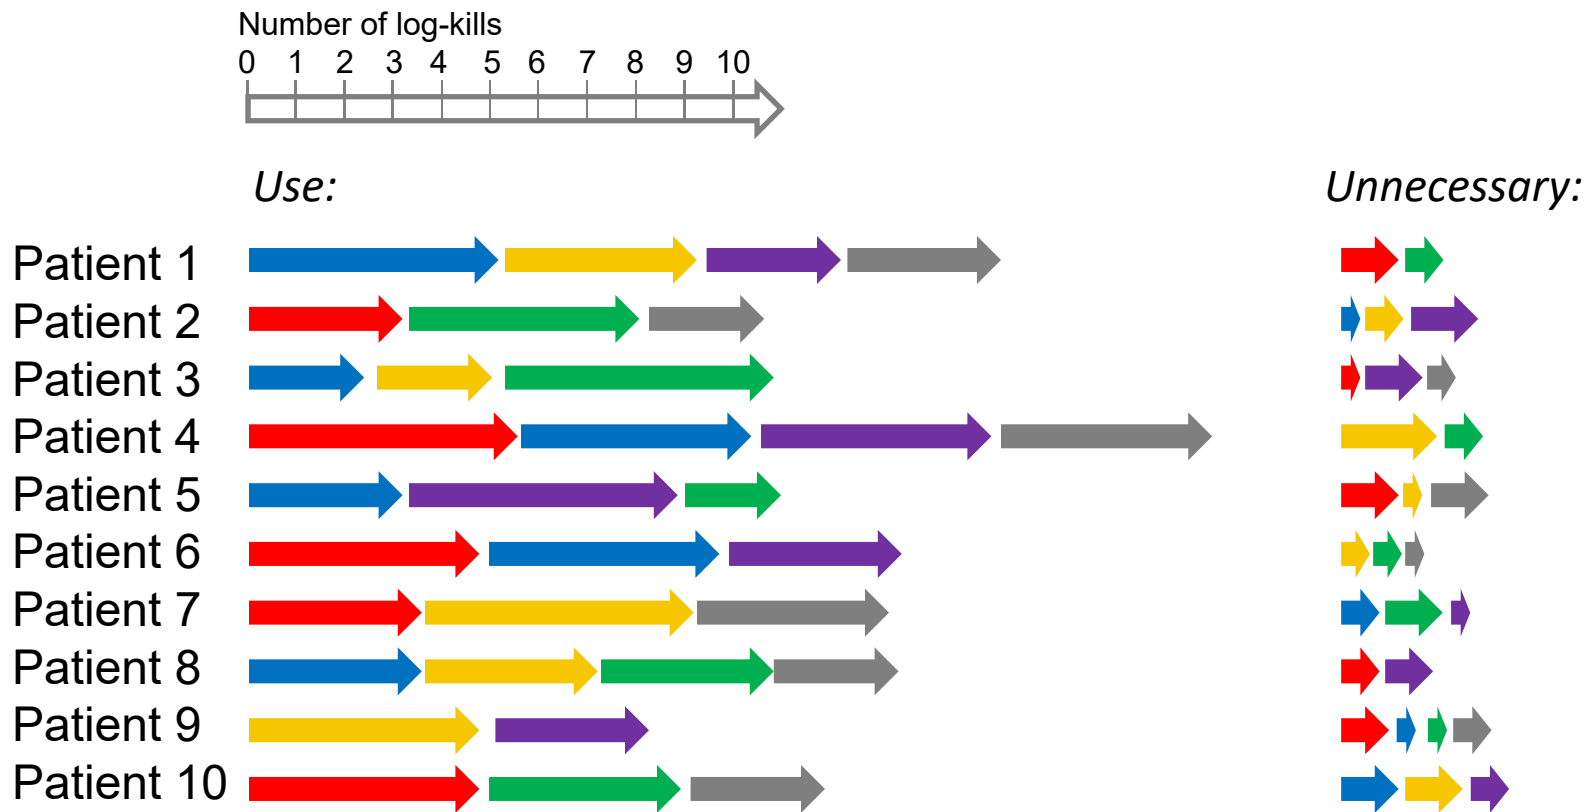 Number of log-kills
0 1 2 3 4 5 6 7 8 9 10
Use:
Unnecessary:
Patient 1
Patient 2
Patient 3
Patient 4
Patient 5
Patient 6
Patient 7
Patient 8
Patient 9
Patient 10